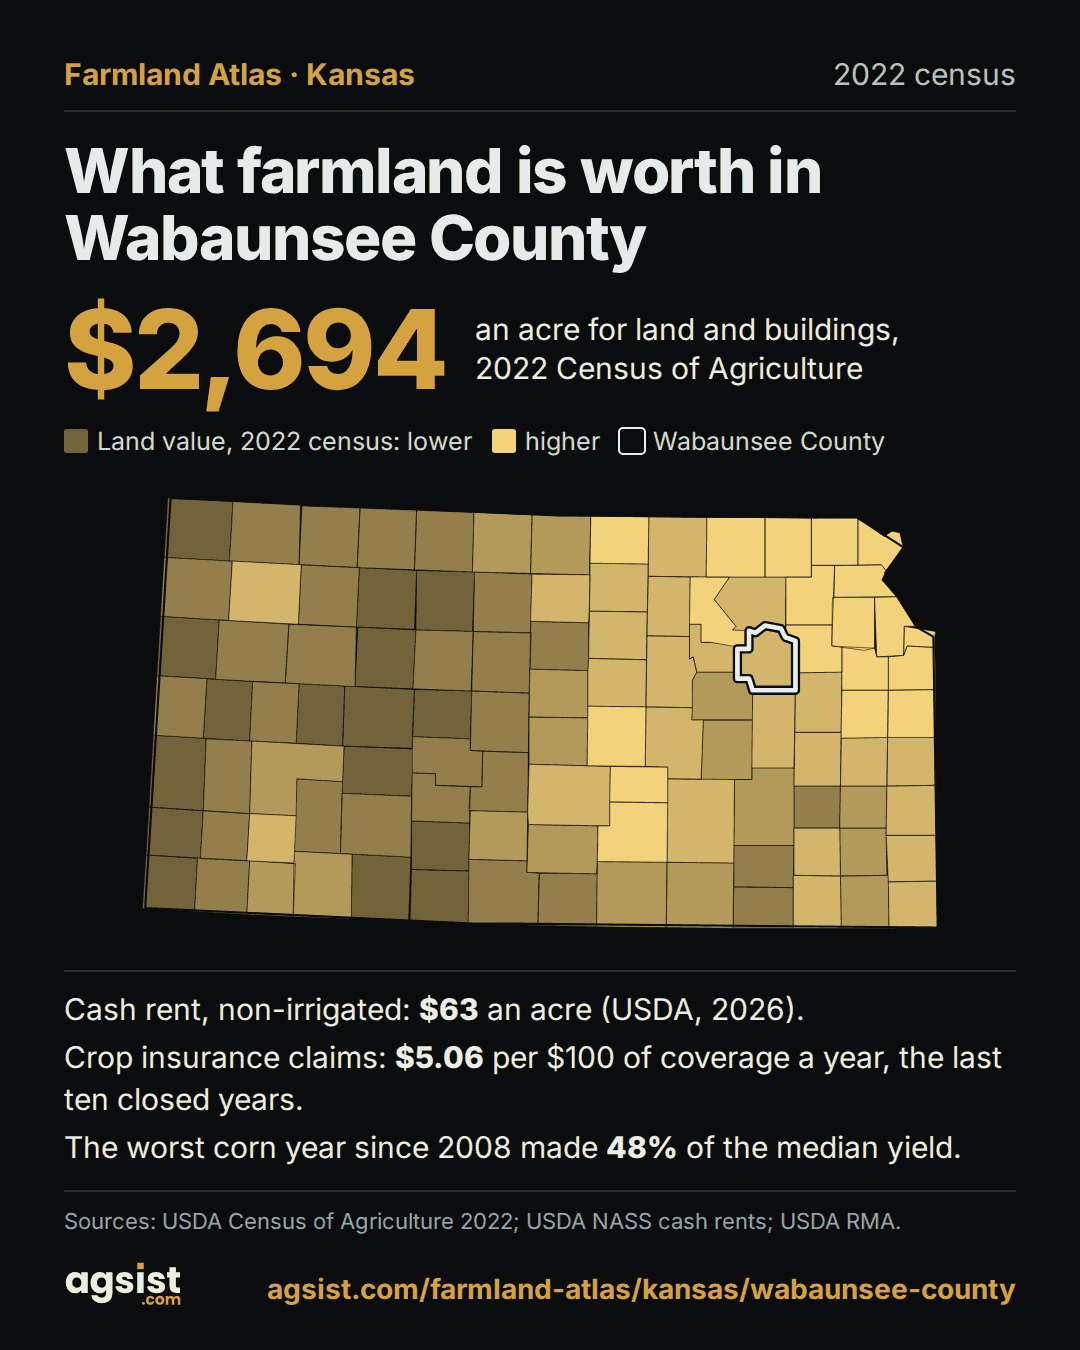 Farmland Atlas · Kansas
2022 census
What farmland is worth in
Wabaunsee County
$2,694
an acre for land and buildings,
2022 Census of Agriculture
Land value, 2022 census: lower
higher
Wabaunsee County
Cash rent, non-irrigated: $63 an acre (USDA, 2026).
Crop insurance claims: $5.06 per $100 of coverage a year, the last
ten closed years.
The worst corn year since 2008 made 48% of the median yield.
Sources: USDA Census of Agriculture 2022; USDA NASS cash rents; USDA RMA.
agsist
.com
agsist.com/farmland-atlas/kansas/wabaunsee-county